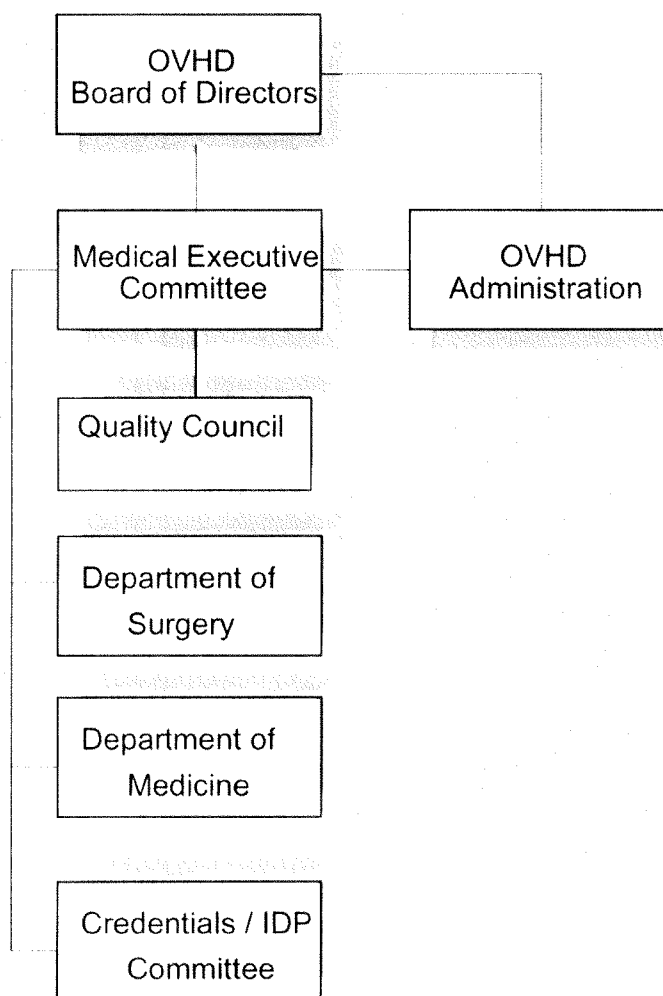 OVHD
Board of Directors
Medical Executive
Committee
OVHD
Administration
Quality Council
Department of
Surgery
Department of
Medicine
Credentials / IDP
Committee